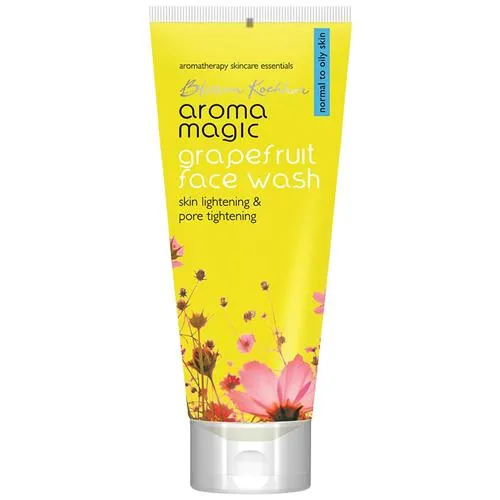 normal to oily skin
aromatherapy skincare essentials
Blossom Kochhar
aroma
magic
grapefruit
face wash
skin lightening &
pore tightening